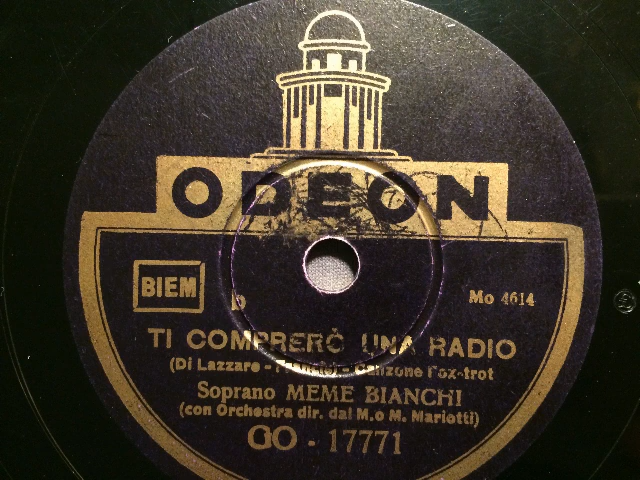 ODEON
BIEM
D
Mo 4614
TI COMPRERÒ UNA RADIO
(Di Lazzaro - canzone Fox-trot
Soprano MEME BIANCHI
(con Orchestra dir. dal M.o M. Mariotti)
GO - 17771